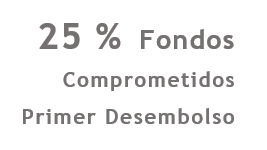 25 % Fondos
Comprometidos
Primer Desembolso